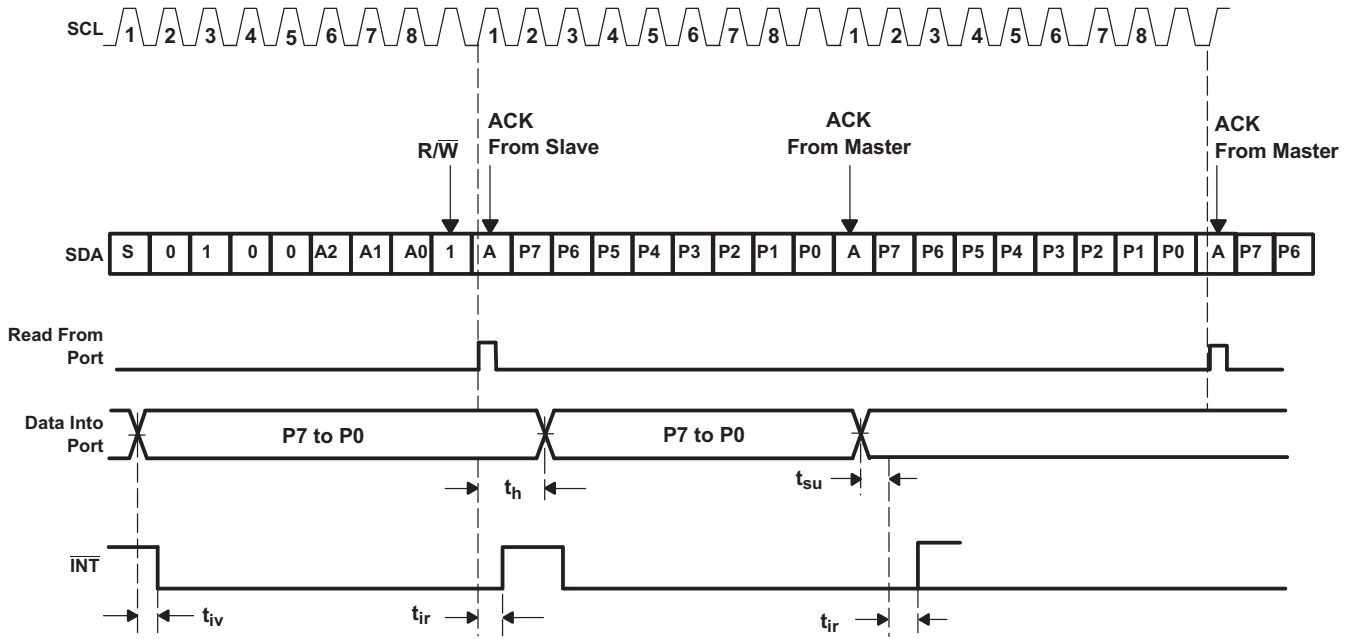 SCL 1 2 3 4 5 6 7 8 1 2 3 4 5 6 7 8 1 2 3 4 5 6 7 8
R/W̅
ACK
From Slave
ACK
From Master
ACK
From Master
SDA S 0 1 0 0 A2 A1 A0 1 A P7 P6 P5 P4 P3 P2 P1 P0 A P7 P6 P5 P4 P3 P2 P1 P0 A P7 P6
Read From
Port
Data Into
Port
P7 to P0 P7 to P0
th tsu
I̅N̅T̅
tiv tir tir